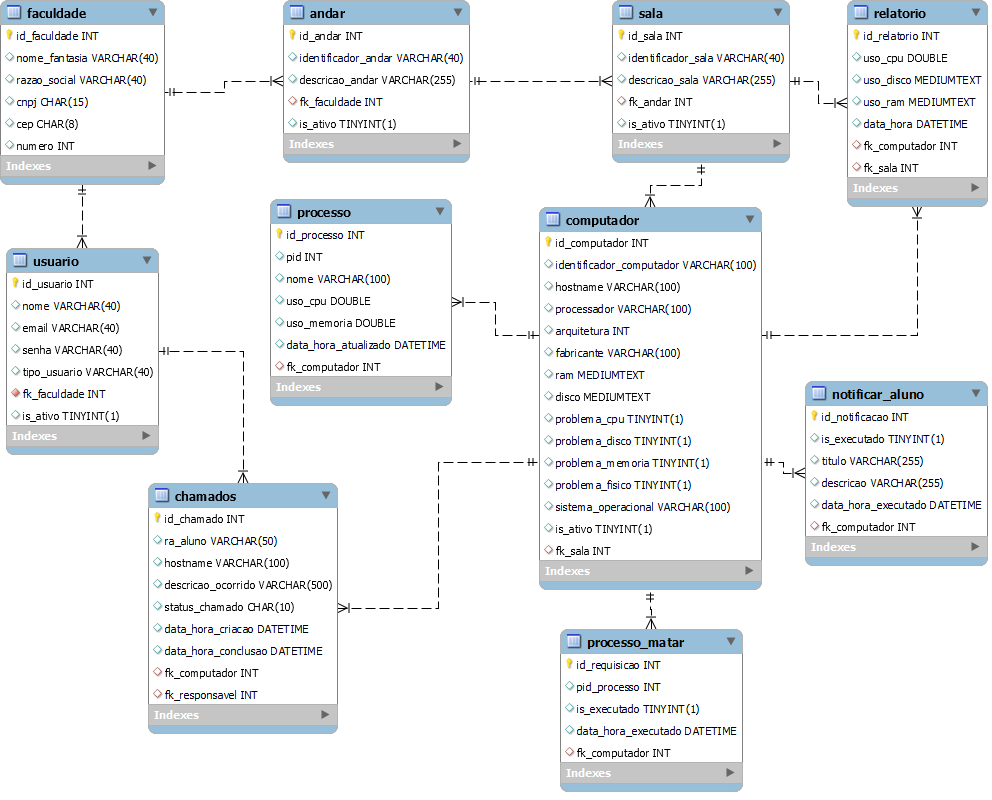 faculdade
id_faculdade INT
nome_fantasia VARCHAR(40)
razao_social VARCHAR(40)
cnpj CHAR(15)
cep CHAR(8)
numero INT
Indexes
andar
id_andar INT
identificador_andar VARCHAR(40)
descricao_andar VARCHAR(255)
fk_faculdade INT
is_ativo TINYINT(1)
Indexes
sala
id_sala INT
identificador_sala VARCHAR(40)
descricao_sala VARCHAR(255)
fk_andar INT
is_ativo TINYINT(1)
Indexes
relatorio
id_relatorio INT
uso_cpu DOUBLE
uso_disco MEDIUMTEXT
uso_ram MEDIUMTEXT
data_hora DATETIME
fk_computador INT
fk_sala INT
Indexes
usuario
id_usuario INT
nome VARCHAR(40)
email VARCHAR(40)
senha VARCHAR(40)
tipo_usuario VARCHAR(40)
fk_faculdade INT
is_ativo TINYINT(1)
Indexes
processo
id_processo INT
pid INT
nome VARCHAR(100)
uso_cpu DOUBLE
uso_memoria DOUBLE
data_hora_atualizado DATETIME
fk_computador INT
Indexes
computador
id_computador INT
identificador_computador VARCHAR(100)
hostname VARCHAR(100)
processador VARCHAR(100)
arquitetura INT
fabricante VARCHAR(100)
ram MEDIUMTEXT
disco MEDIUMTEXT
problema_cpu TINYINT(1)
problema_disco TINYINT(1)
problema_memoria TINYINT(1)
problema_fisico TINYINT(1)
sistema_operacional VARCHAR(100)
is_ativo TINYINT(1)
fk_sala INT
Indexes
notificar_aluno
id_notificacao INT
is_executado TINYINT(1)
titulo VARCHAR(255)
descricao VARCHAR(255)
data_hora_executado DATETIME
fk_computador INT
Indexes
chamados
id_chamado INT
ra_aluno VARCHAR(50)
hostname VARCHAR(100)
descricao_ocorrido VARCHAR(500)
status_chamado CHAR(10)
data_hora_criacao DATETIME
data_hora_conclusao DATETIME
fk_computador INT
fk_responsavel INT
Indexes
processo_matar
id_requisicao INT
pid_processo INT
is_executado TINYINT(1)
data_hora_executado DATETIME
fk_computador INT
Indexes